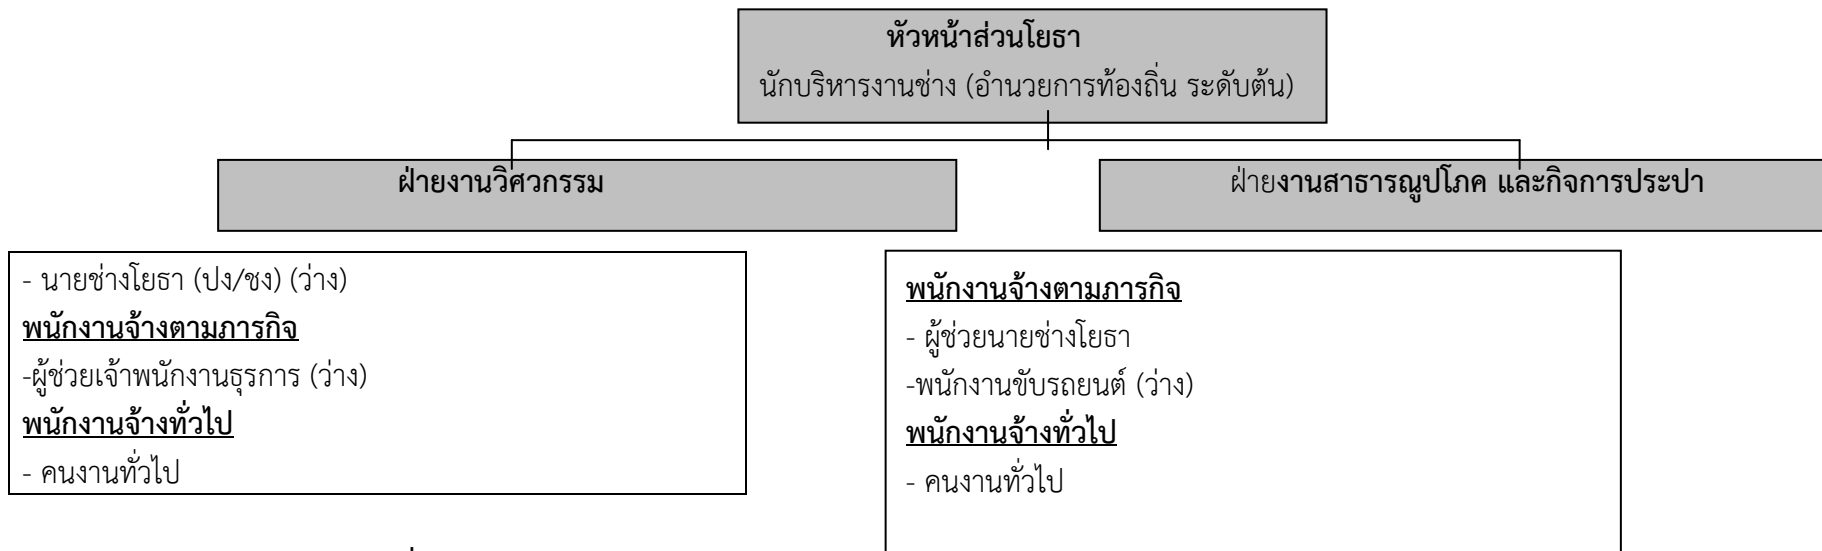 หัวหน้าส่วนโยธา
นักบริหารงานช่าง (อำนวยการท้องถิ่น ระดับต้น)
ฝ่ายงานวิศวกรรม
ฝ่ายงานสาธารณูปโภค และกิจการประปา
- นายช่างโยธา (ปง/ชง) (ว่าง)
พนักงานจ้างตามภารกิจ
-ผู้ช่วยเจ้าพนักงานธุรการ (ว่าง)
พนักงานจ้างทั่วไป
- คนงานทั่วไป
พนักงานจ้างตามภารกิจ
- ผู้ช่วยนายช่างโยธา
-พนักงานขับรถยนต์ (ว่าง)
พนักงานจ้างทั่วไป
- คนงานทั่วไป